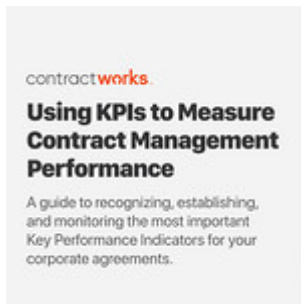 contractworks.
Using KPIs to Measure
Contract Management
Performance
A guide to recognizing, establishing,
and monitoring the most important
Key Performance Indicators for your
corporate agreements.